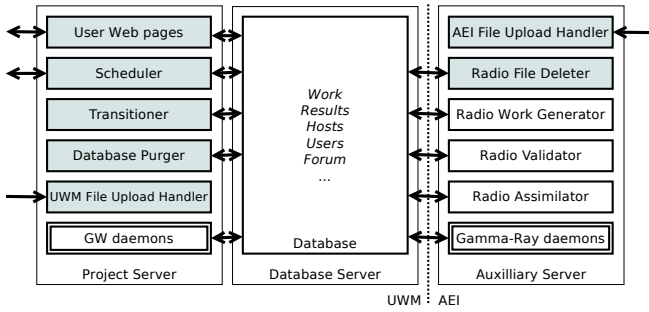 User Web pages
Scheduler
Transitioner
Database Purger
UWM File Upload Handler
GW daemons
Project Server
Work
Results
Hosts
Users
Forum
...
Database
Database Server
AEI File Upload Handler
Radio File Deleter
Radio Work Generator
Radio Validator
Radio Assimilator
Gamma-Ray daemons
Auxilliary Server
UWM
AEI